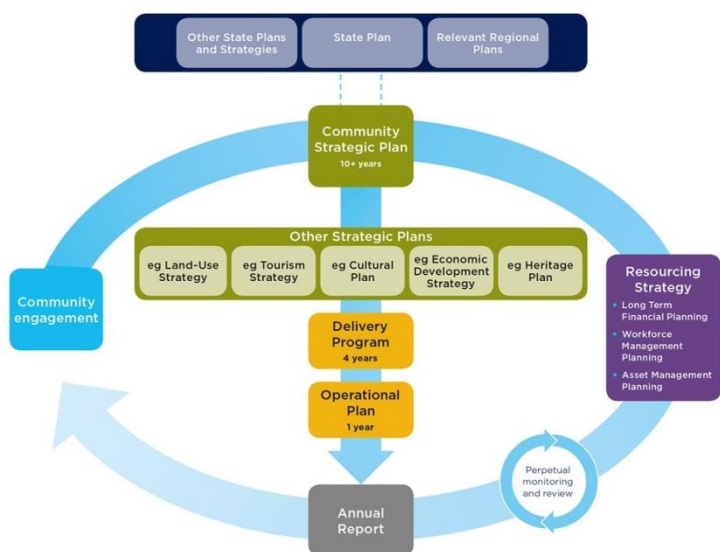 Other State Plans
and Strategies
State Plan
Relevant Regional
Plans
Community
Strategic Plan
10+ years
Other Strategic Plans
eg Land-Use
Strategy
eg Tourism
Strategy
eg Cultural
Plan
eg Economic
Development
Strategy
eg Heritage
Plan
Community
engagement
Resourcing
Strategy
• Long Term
Financial Planning
• Workforce
Management
Planning
• Asset Management
Planning
Delivery
Program
4 years
Operational
Plan
1 year
Perpetual
monitoring
and review
Annual
Report